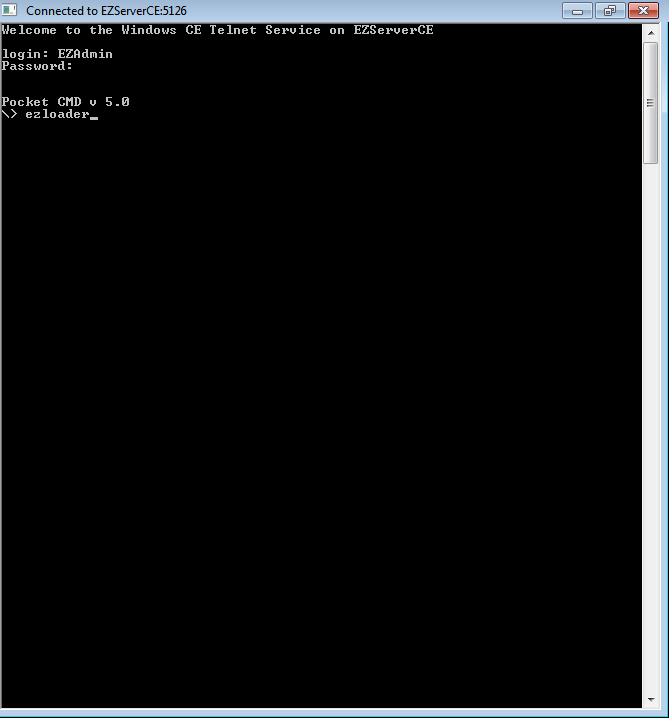 Connected to EZServerCE:5126
Welcome to the Windows CE Telnet Service on EZServerCE
login: EZAdmin
Password:
Pocket CMD v 5.0
\> ezloader_